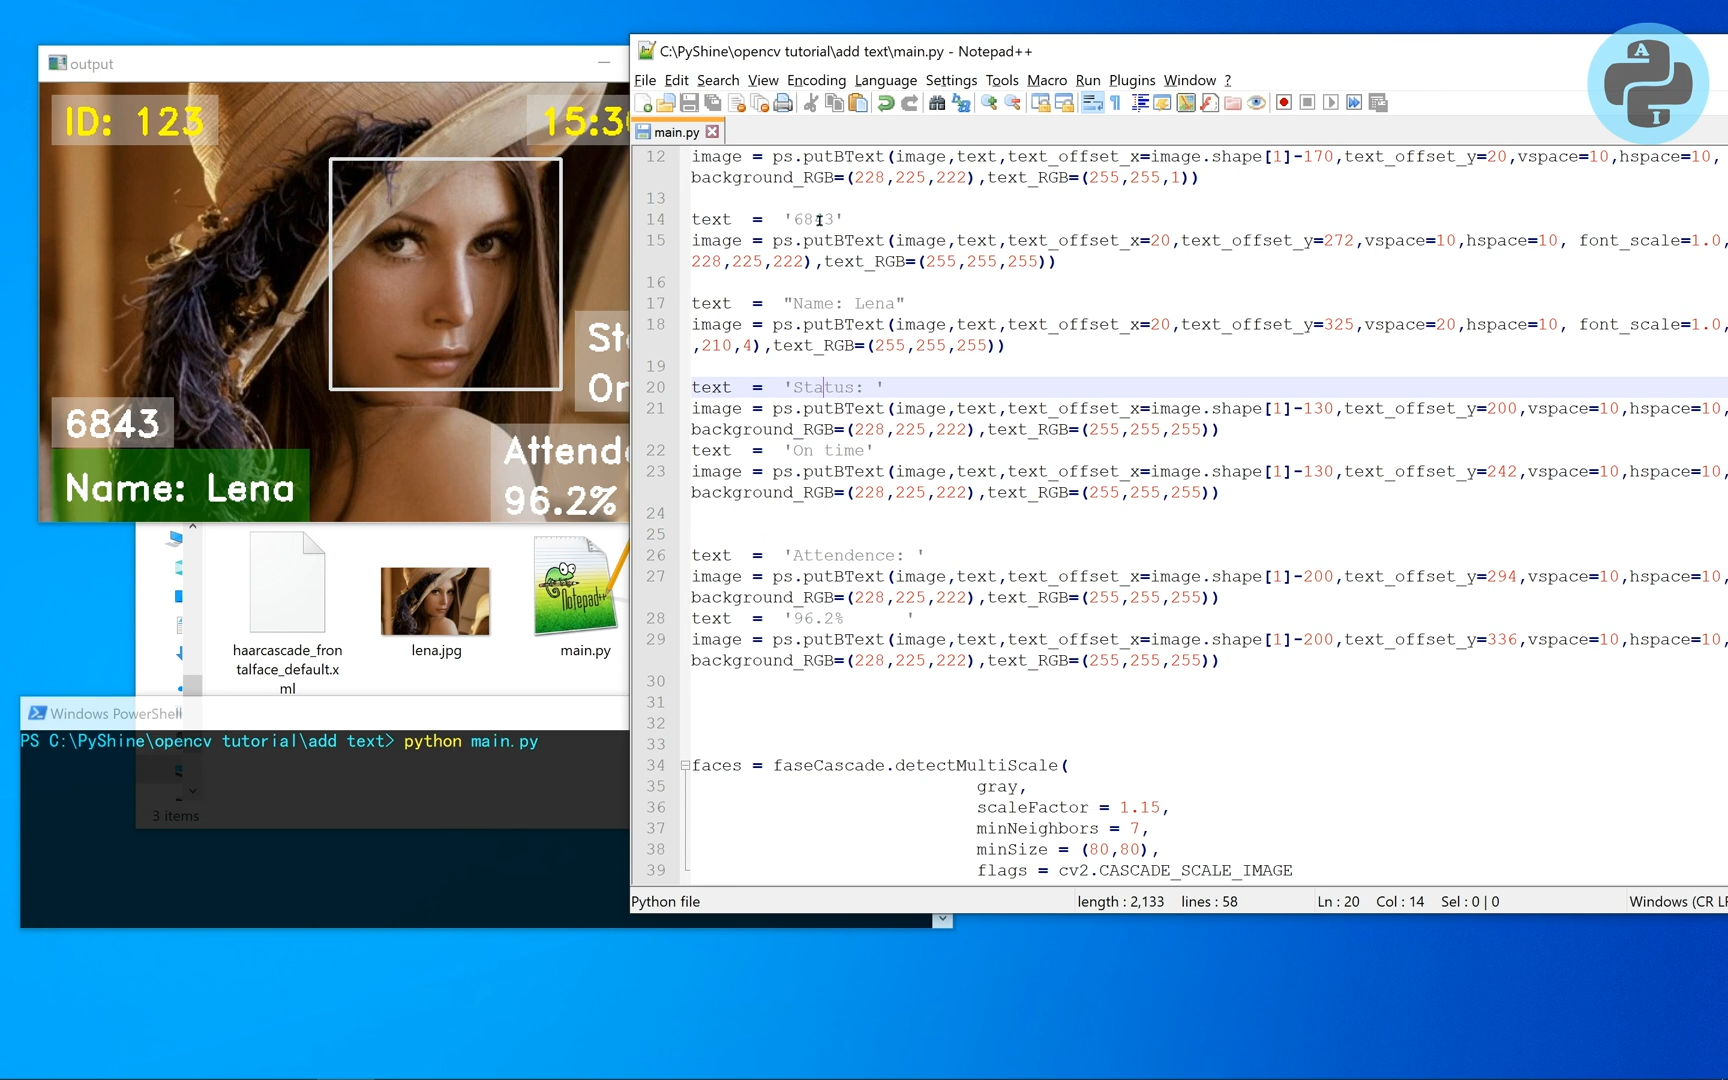 output
ID: 123
15:3
6843
Name: Lena
Attend
96.2%
haarcascade_fron
talface_default.x
ml
lena.jpg
main.py
3 items
Windows PowerShell
PS C:\PyShine\opencv tutorial\add text> python main.py
C:\PyShine\opencv tutorial\add text\main.py - Notepad++
File Edit Search View Encoding Language Settings Tools Macro Run Plugins Window ?
main.py
12 image = ps.putBText(image,text,text_offset_x=image.shape[1]-170,text_offset_y=20,vspace=10,hspace=10,
background_RGB=(228,225,222),text_RGB=(255,255,1))
13
14 text = '6843'
15 image = ps.putBText(image,text,text_offset_x=20,text_offset_y=272,vspace=10,hspace=10, font_scale=1.0,
228,225,222),text_RGB=(255,255,255))
16
17 text = "Name: Lena"
18 image = ps.putBText(image,text,text_offset_x=20,text_offset_y=325,vspace=20,hspace=10, font_scale=1.0,
,210,4),text_RGB=(255,255,255))
19
20 text = 'Status: '
21 image = ps.putBText(image,text,text_offset_x=image.shape[1]-130,text_offset_y=200,vspace=10,hspace=10,
background_RGB=(228,225,222),text_RGB=(255,255,255))
22 text = 'On time'
23 image = ps.putBText(image,text,text_offset_x=image.shape[1]-130,text_offset_y=242,vspace=10,hspace=10,
background_RGB=(228,225,222),text_RGB=(255,255,255))
24
25
26 text = 'Attendence: '
27 image = ps.putBText(image,text,text_offset_x=image.shape[1]-200,text_offset_y=294,vspace=10,hspace=10,
background_RGB=(228,225,222),text_RGB=(255,255,255))
28 text = '96.2%      '
29 image = ps.putBText(image,text,text_offset_x=image.shape[1]-200,text_offset_y=336,vspace=10,hspace=10,
background_RGB=(228,225,222),text_RGB=(255,255,255))
30
31
32
33
34 faces = faseCascade.detectMultiScale(
35 gray,
36 scaleFactor = 1.15,
37 minNeighbors = 7,
38 minSize = (80,80),
39 flags = cv2.CASCADE_SCALE_IMAGE
Python file length : 2,133 lines : 58 Ln : 20 Col : 14 Sel : 0 | 0 Windows (CR LF
A
I